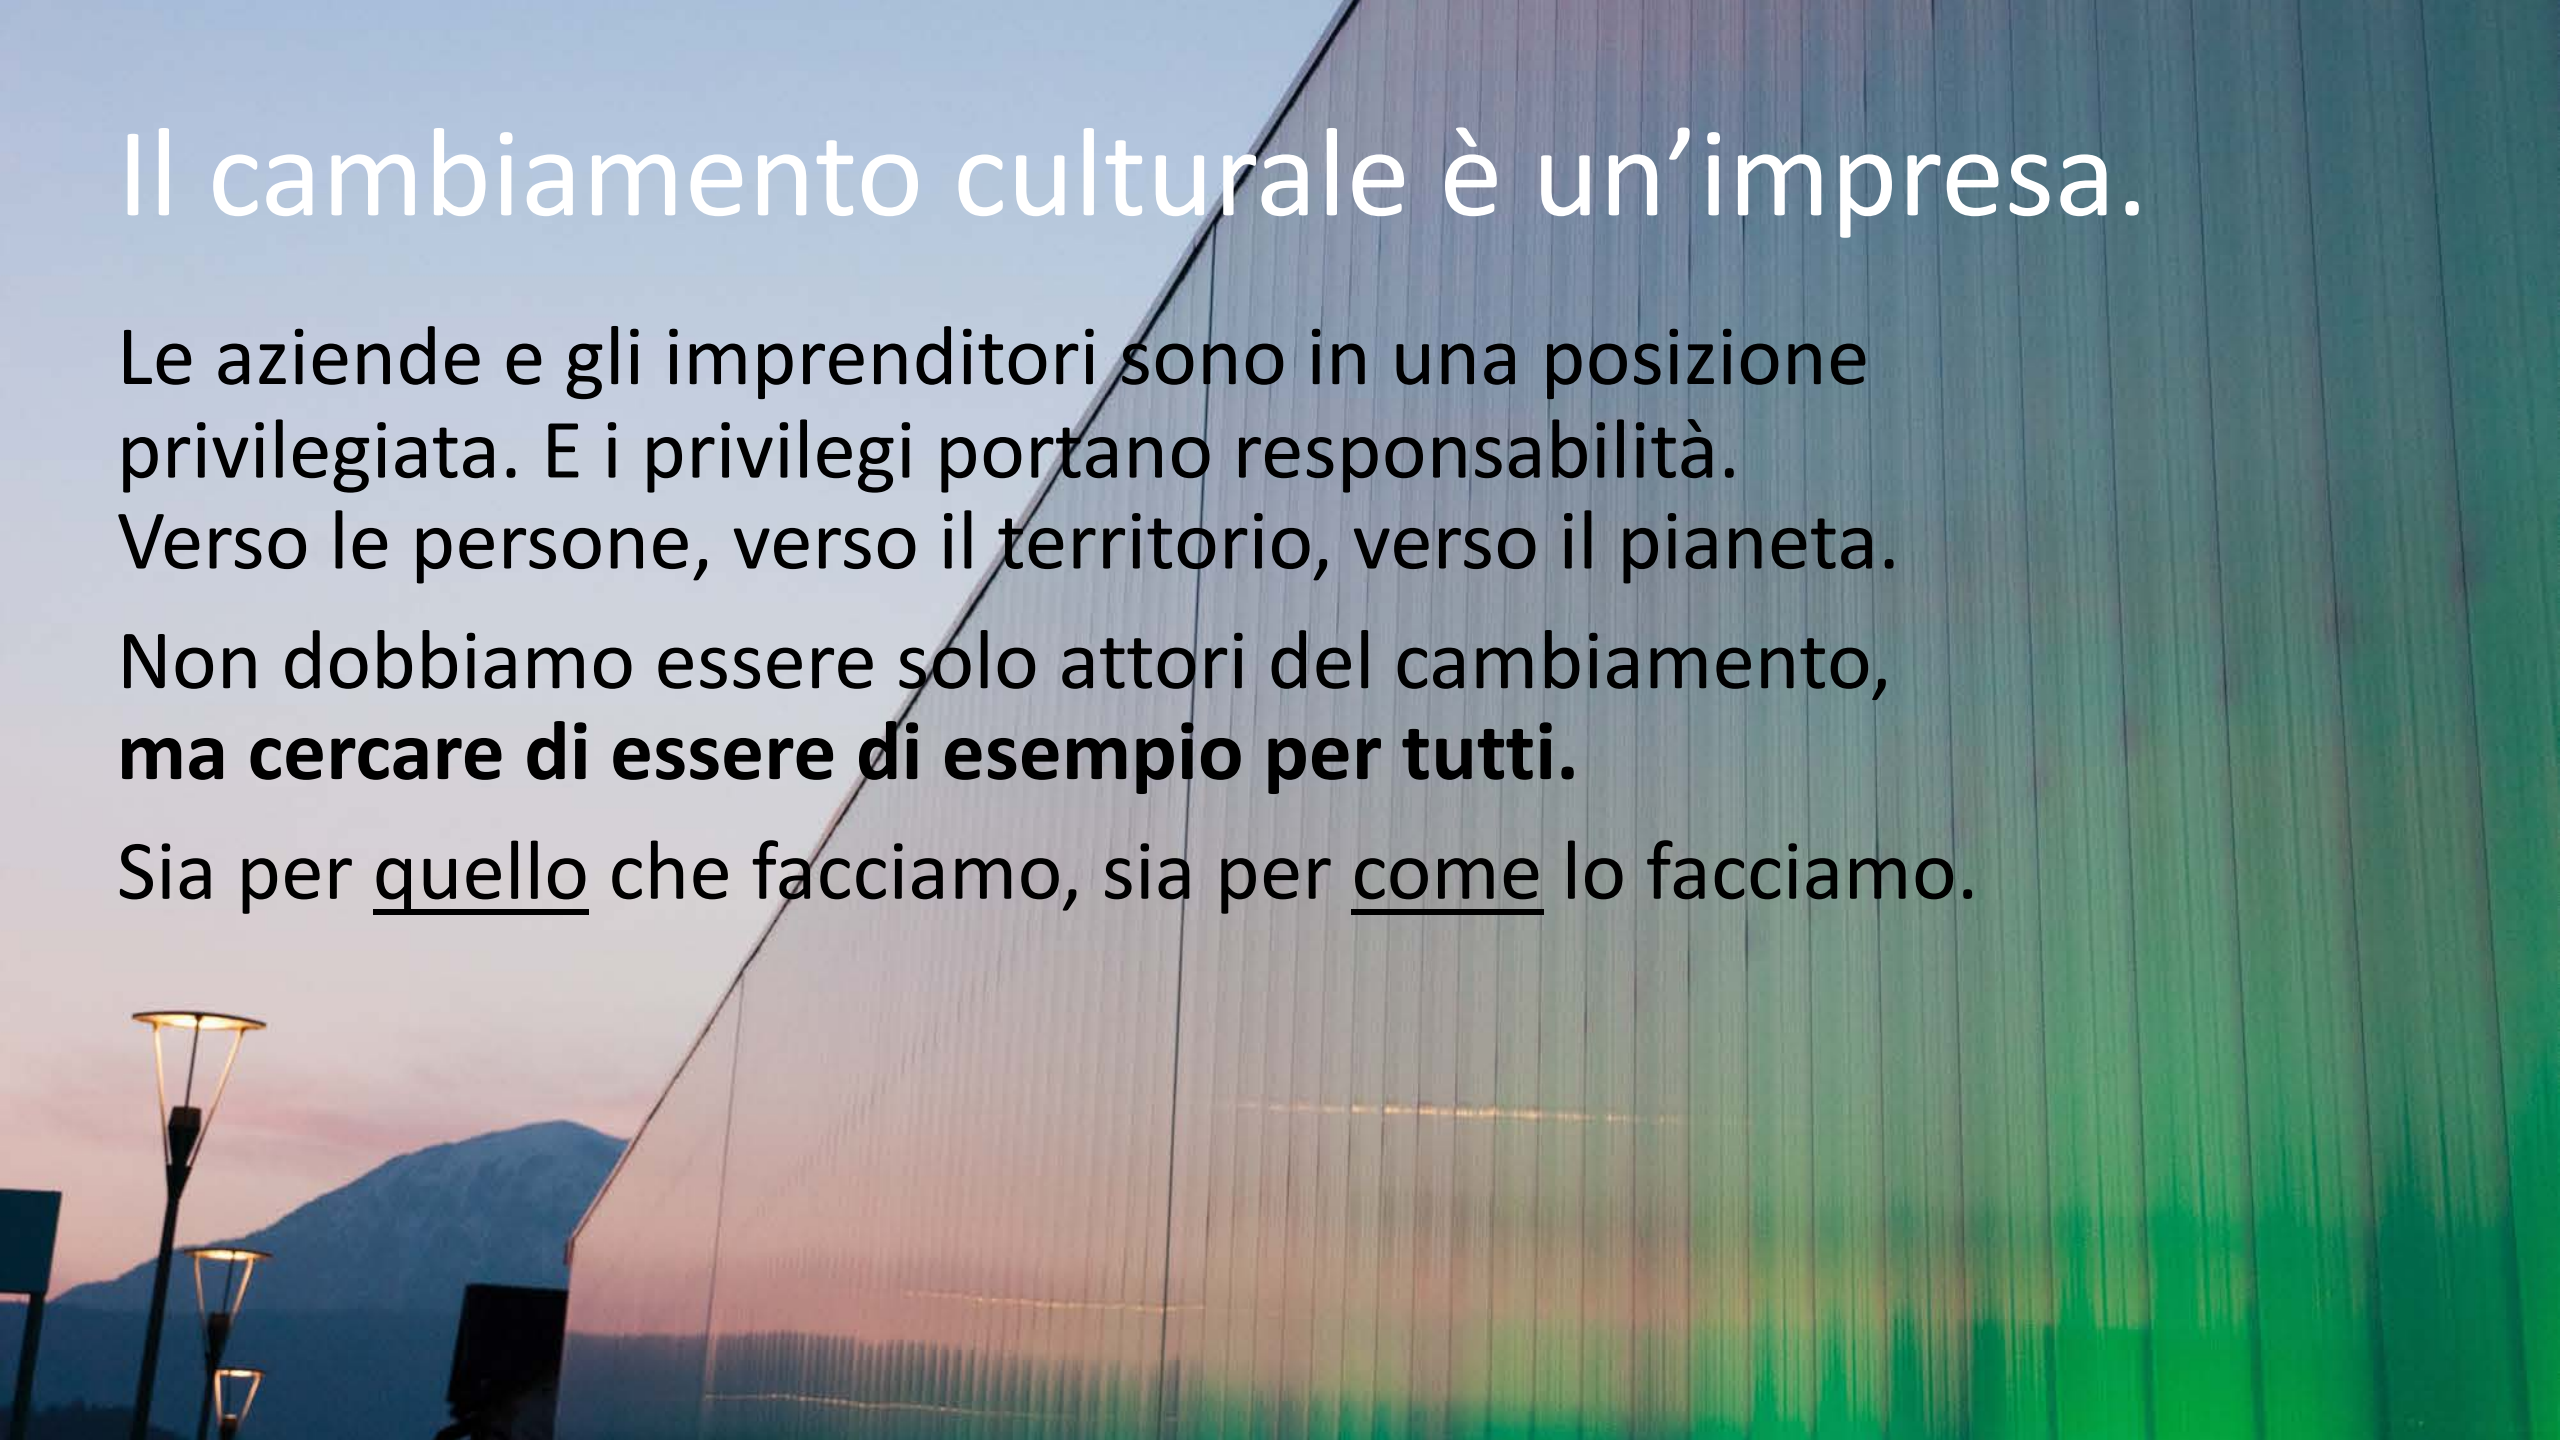 Il cambiamento culturale è un’impresa.
Le aziende e gli imprenditori sono in una posizione
privilegiata. E i privilegi portano responsabilità.
Verso le persone, verso il territorio, verso il pianeta.
Non dobbiamo essere solo attori del cambiamento,
ma cercare di essere di esempio per tutti.
Sia per quello che facciamo, sia per come lo facciamo.